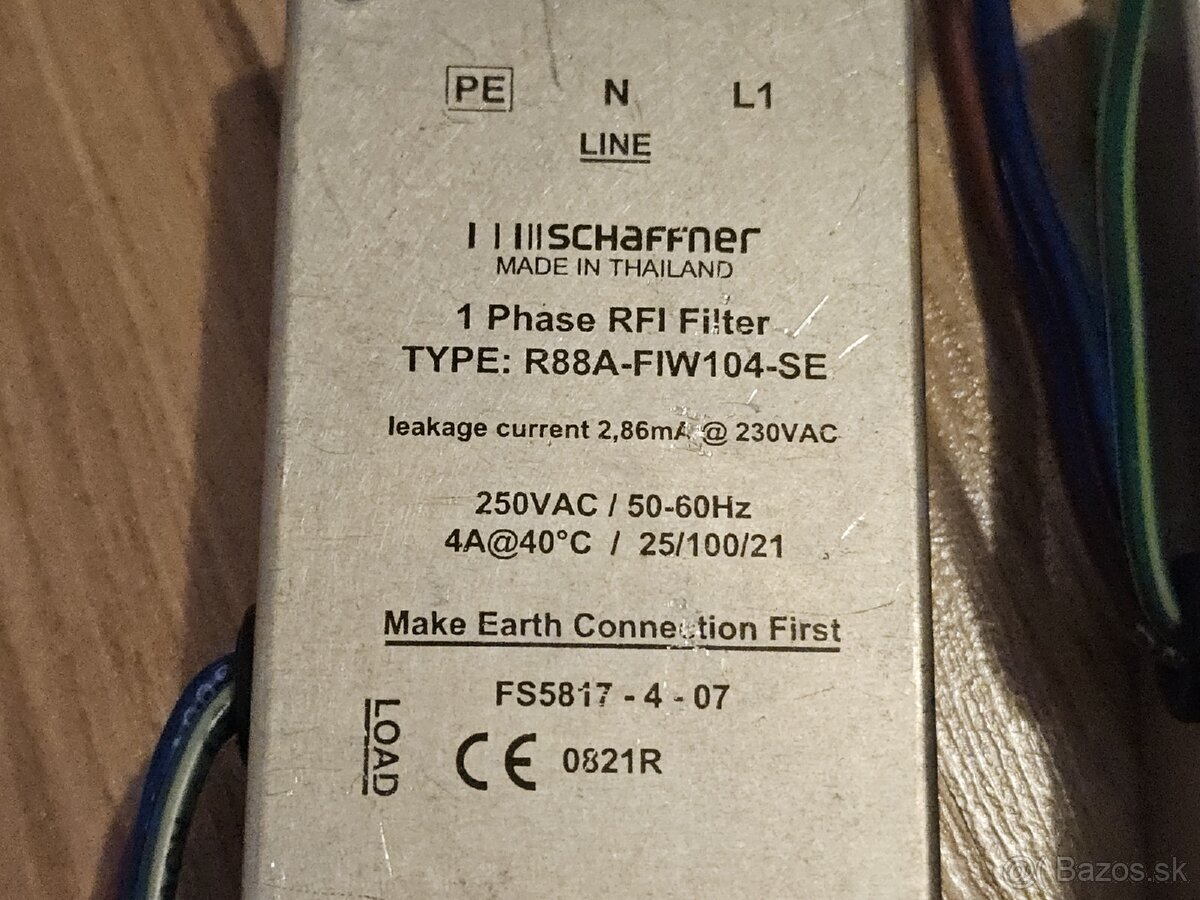 PE N L1
LINE
SCHaFFner
MADE IN THAILAND
1 Phase RFI Filter
TYPE: R88A-FIW104-SE
leakage current 2,86mA @ 230VAC
250VAC / 50-60Hz
4A@40°C / 25/100/21
Make Earth Connection First
FS5817 - 4 - 07
LOAD
CE 0821R
Bazos.sk